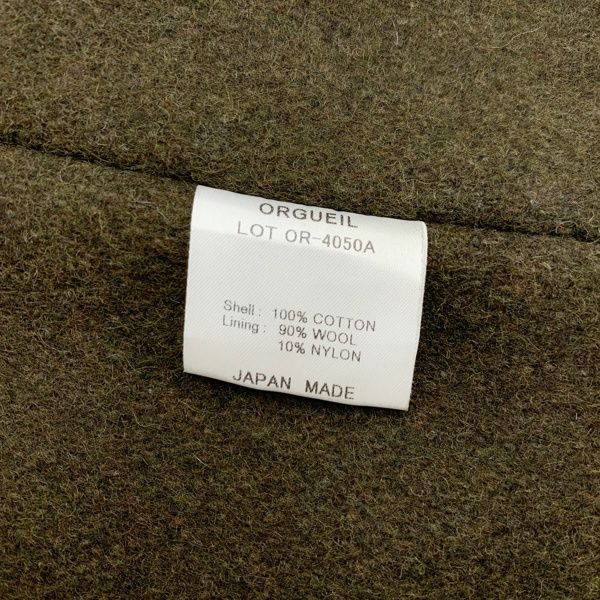 ORGUEIL
LOT OR-4050A
Shell : 100% COTTON
Lining : 90% WOOL
10% NYLON
JAPAN MADE